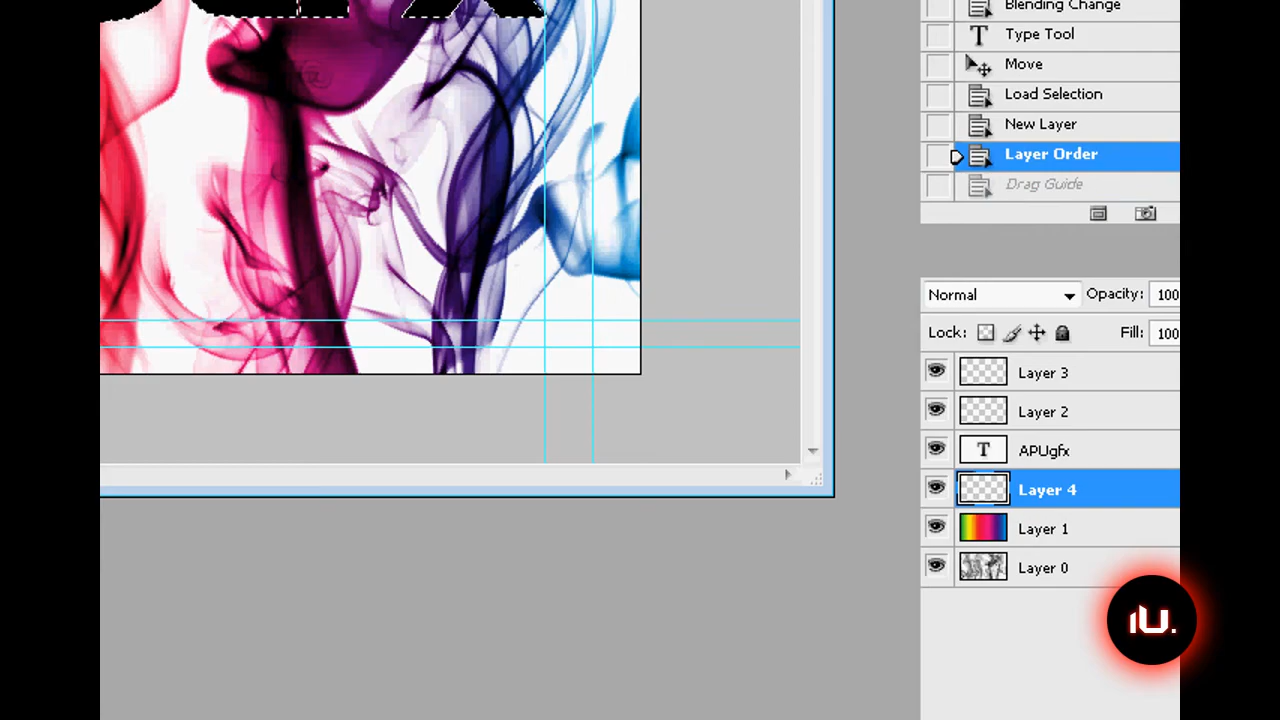 Blending Change
Type Tool
Move
Load Selection
New Layer
Layer Order
Drag Guide
Normal
Opacity: 100
Lock:
Fill: 100
Layer 3
Layer 2
T
APUgfx
Layer 4
Layer 1
Layer 0
iU.